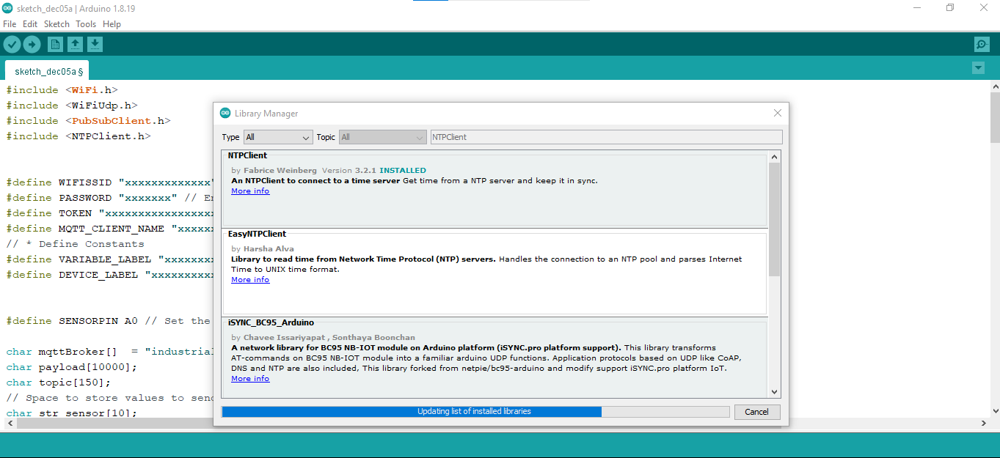 sketch_dec05a | Arduino 1.8.19
File Edit Sketch Tools Help
sketch_dec05a §
#include <WiFi.h>
#include <WiFiUdp.h>
#include <PubSubClient.h>
#include <NTPClient.h>
#define WIFISSID "xxxxxxxxxxxxx"
#define PASSWORD "xxxxxxx" // En
#define TOKEN "xxxxxxxxxxxxxxxxx
#define MQTT_CLIENT_NAME "xxxxxx
// * Define Constants
#define VARIABLE_LABEL "xxxxxxxx
#define DEVICE_LABEL "xxxxxxxxxx
#define SENSORPIN A0 // Set the
char mqttBroker[]  = "industrial
char payload[10000];
char topic[150];
// Space to store values to send
char str_sensor[10];
Library Manager
Type All Topic All NTPClient
NTPClient
by Fabrice Weinberg Version 3.2.1 INSTALLED
An NTPClient to connect to a time server Get time from a NTP server and keep it in sync.
More info
EasyNTPClient
by Harsha Alva
Library to read time from Network Time Protocol (NTP) servers. Handles the connection to an NTP pool and parses Internet
Time to UNIX time format.
More info
iSYNC_BC95_Arduino
by Chavee Issariyapat , Sonthaya Boonchan
A network library for BC95 NB-IOT module on Arduino platform (iSYNC.pro platform support). This library transforms
AT-commands on BC95 NB-IOT module into a familiar arduino UDP functions. Application protocols based on UDP like CoAP,
DNS and NTP are also included, This library forked from netpie/bc95-arduino and modify support iSYNC.pro platform IoT.
More info
Updating list of installed libraries
Cancel